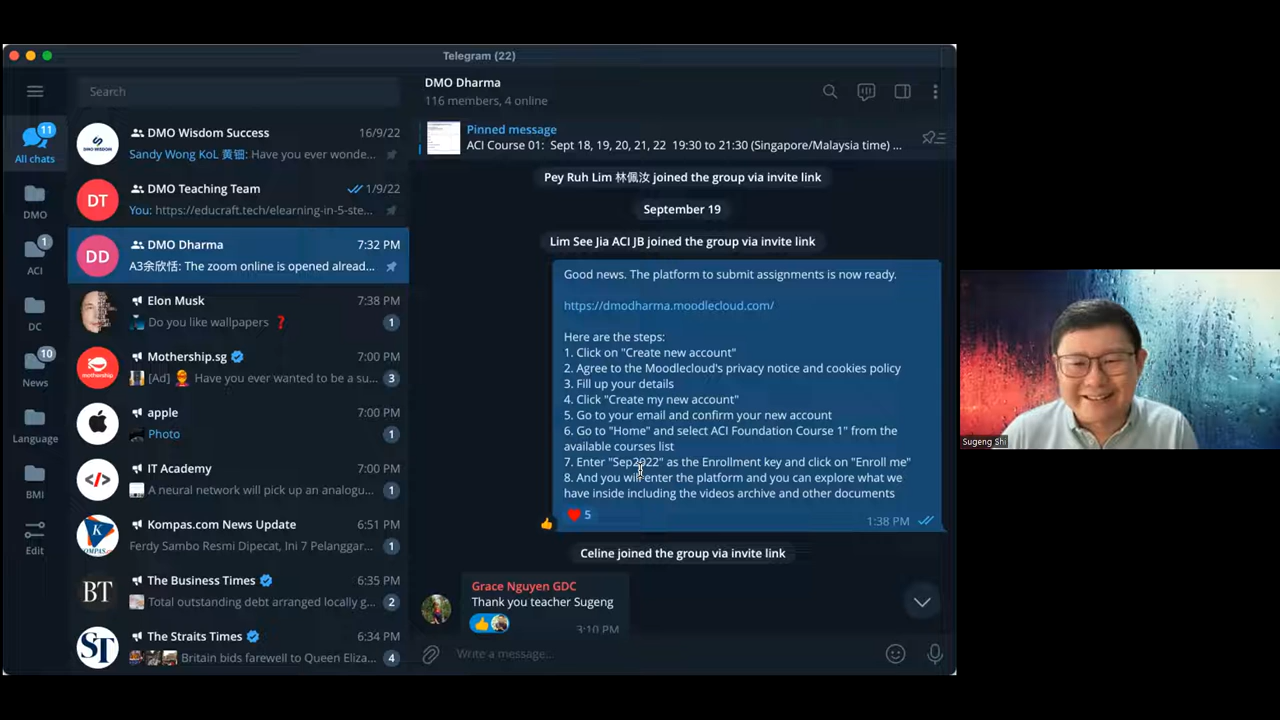 Telegram (22)
Search
11
All chats
DMO
1
ACI
DC
10
News
Language
BMI
Edit
DMO WISDOM
DMO Wisdom Success
16/9/22
Sandy Wong KoL 黄钿: Have you ever wonde...
DT
DMO Teaching Team
1/9/22
You: https://educraft.tech/elearning-in-5-ste...
DD
DMO Dharma
7:32 PM
A3余欣恬: The zoom online is opened alread...
Elon Musk
7:38 PM
Do you like wallpapers ❓
1
mothership
Mothership.sg
7:00 PM
[Ad] Have you ever wanted to be a su...
3
apple
7:00 PM
Photo
1
</>
IT Academy
7:00 PM
A neural network pulls up an analogu...
1
KOMPAS.com
Kompas.com News Update
6:51 PM
Ferdy Sambo Resmi Dipecat, Ini 7 Pelanggar...
1
BT
The Business Times
6:35 PM
Total outstanding debt arranged locally g...
2
ST
The Straits Times
6:34 PM
Britain bids farewell to Queen Eliza...
4
DMO Dharma
116 members, 4 online
Pinned message
ACI Course 01: Sept 18, 19, 20, 21, 22 19:30 to 21:30 (Singapore/Malaysia time) ...
Pey Ruh Lim 林佩汝 joined the group via invite link
September 19
Lim See Jia ACI JB joined the group via invite link
Good news. The platform to submit assignments is now ready.
https://dmodharma.moodlecloud.com/
Here are the steps:
1. Click on "Create new account"
2. Agree to the Moodlecloud's privacy notice and cookies policy
3. Fill up your details
4. Click "Create my new account"
5. Go to your email and confirm your new account
6. Go to "Home" and select ACI Foundation Course 1" from the
available courses list
7. Enter "Sep2022" as the Enrollment key and click on "Enroll me"
8. And you will enter the platform and you can explore what we
have inside including the videos archive and other documents
5
1:38 PM
Celine joined the group via invite link
Grace Nguyen GDC
Thank you teacher Sugeng
3:10 PM
Write a message...
Sugeng Shi